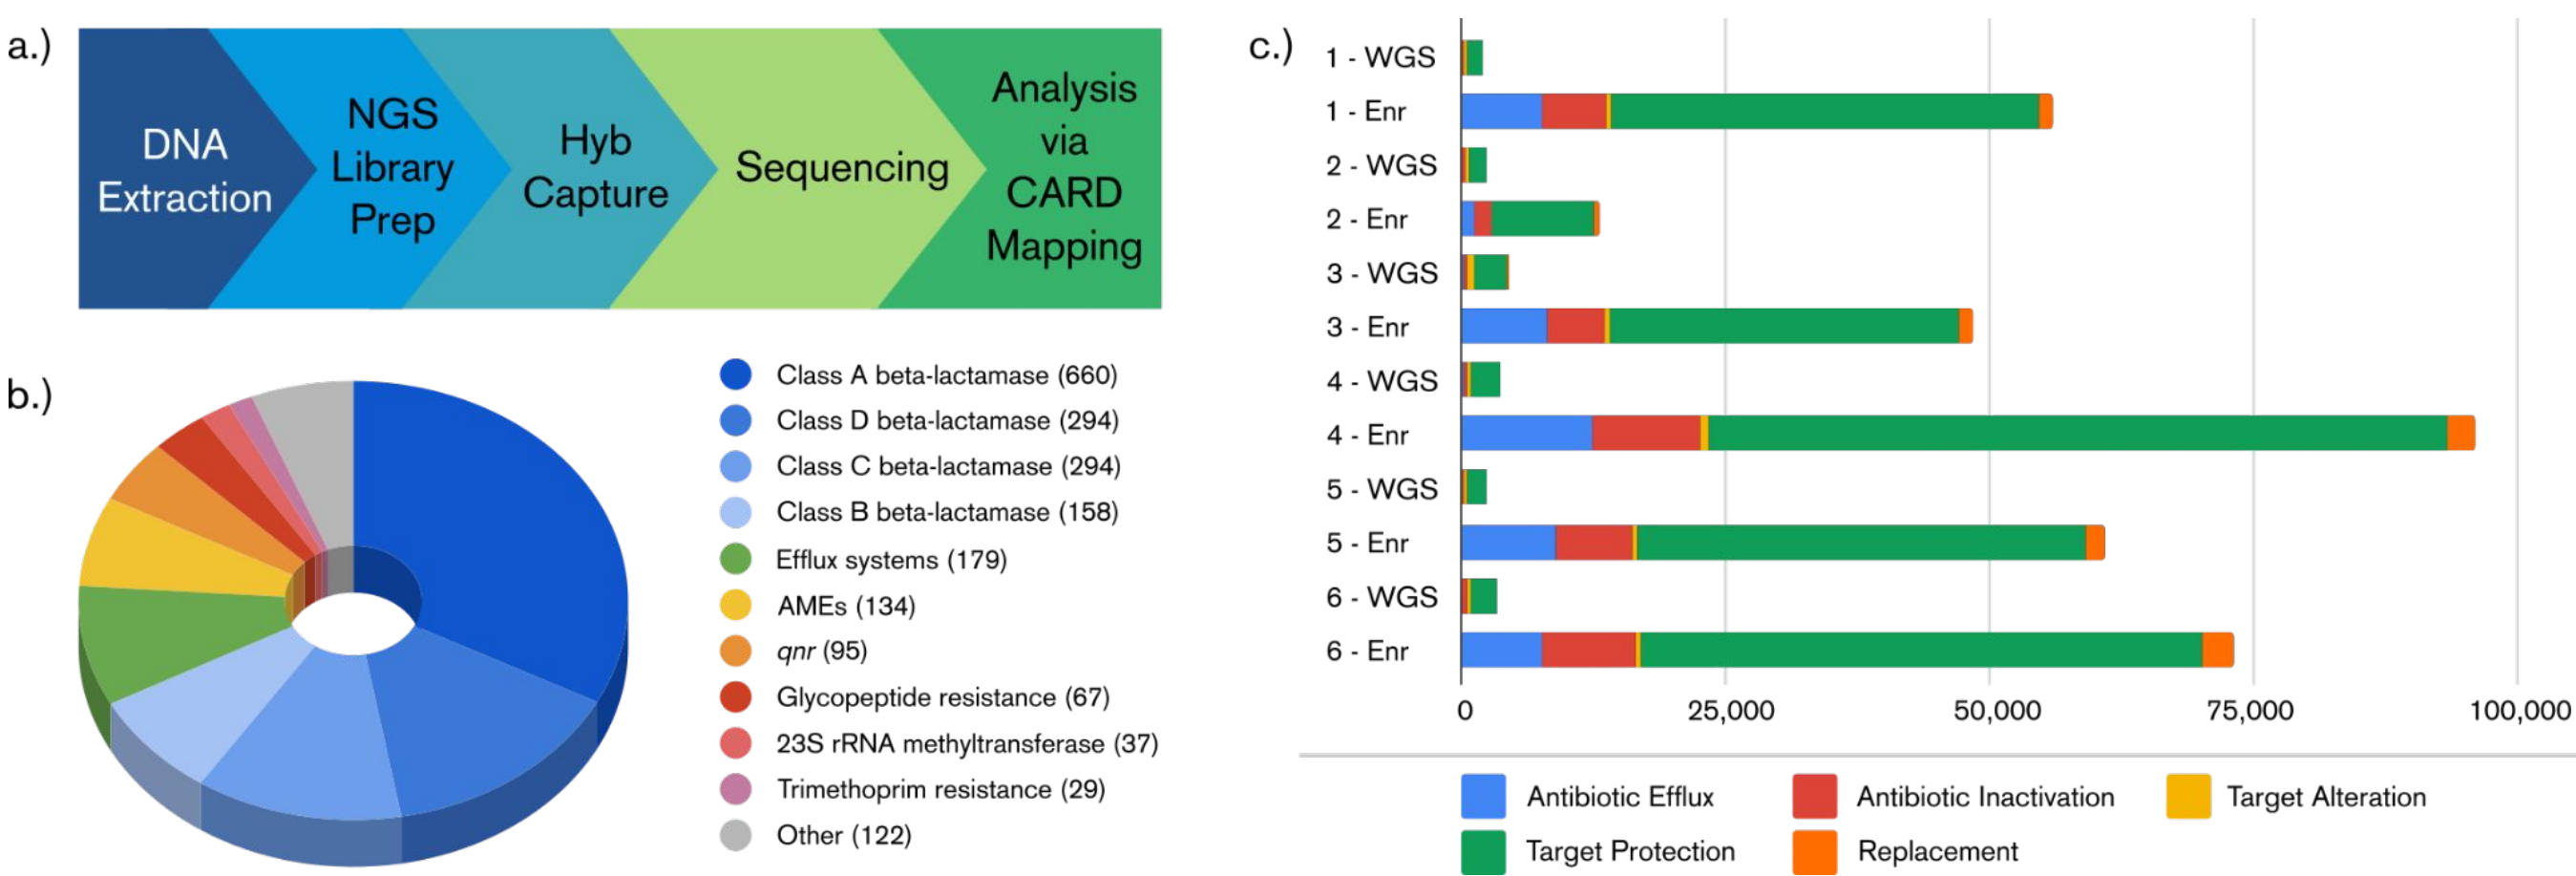 a.)
DNA
Extraction
NGS
Library
Prep
Hyb
Capture
Sequencing
Analysis
via
CARD
Mapping
b.)
Class A beta-lactamase (660)
Class D beta-lactamase (294)
Class C beta-lactamase (294)
Class B beta-lactamase (158)
Efflux systems (179)
AMEs (134)
qnr (95)
Glycopeptide resistance (67)
23S rRNA methyltransferase (37)
Trimethoprim resistance (29)
Other (122)
c.)
1 - WGS
1 - Enr
2 - WGS
2 - Enr
3 - WGS
3 - Enr
4 - WGS
4 - Enr
5 - WGS
5 - Enr
6 - WGS
6 - Enr
0 25,000 50,000 75,000 100,000
Antibiotic Efflux Antibiotic Inactivation Target Alteration
Target Protection Replacement